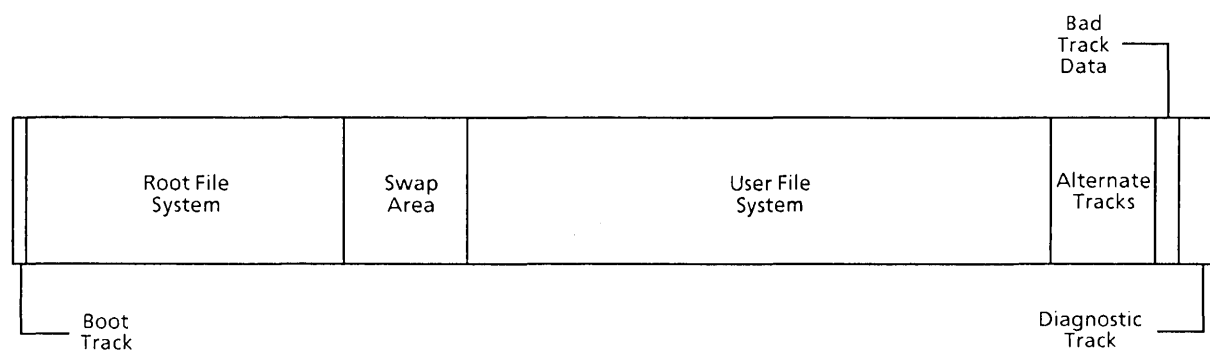 Bad
Track
Data
Root File
System
Swap
Area
User File
System
Alternate
Tracks
Boot
Track
Diagnostic
Track